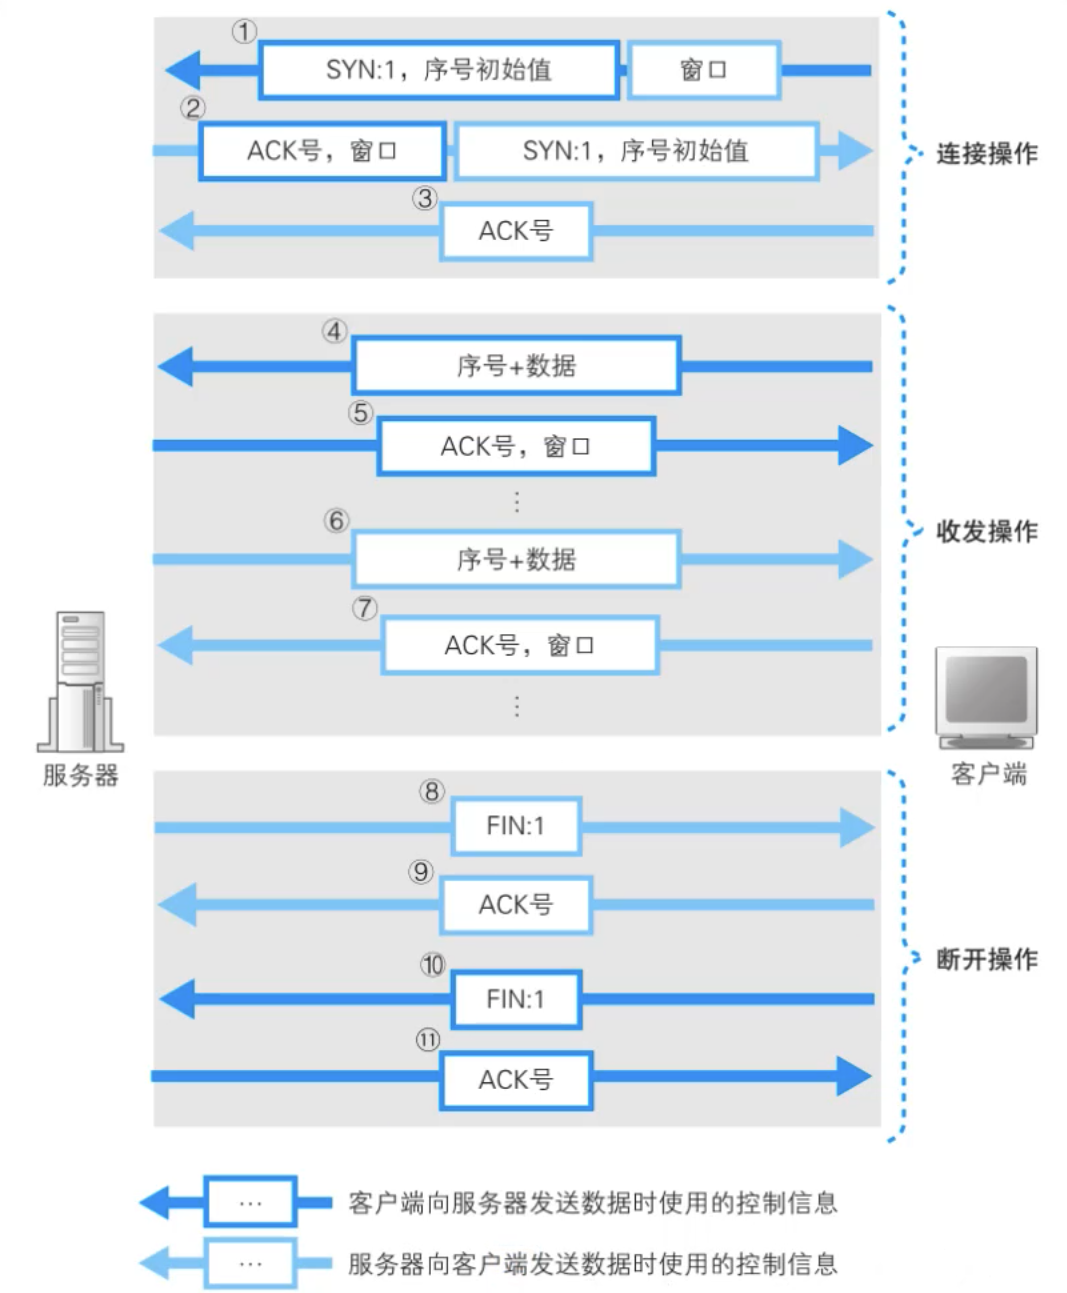 ①
SYN:1，序号初始值
窗口
②
ACK号，窗口
SYN:1，序号初始值
③
ACK号
连接操作
④
序号+数据
⑤
ACK号，窗口
⋮
⑥
序号+数据
⑦
ACK号，窗口
⋮
收发操作
服务器
客户端
⑧
FIN:1
⑨
ACK号
⑩
FIN:1
⑪
ACK号
断开操作
… 客户端向服务器发送数据时使用的控制信息
… 服务器向客户端发送数据时使用的控制信息